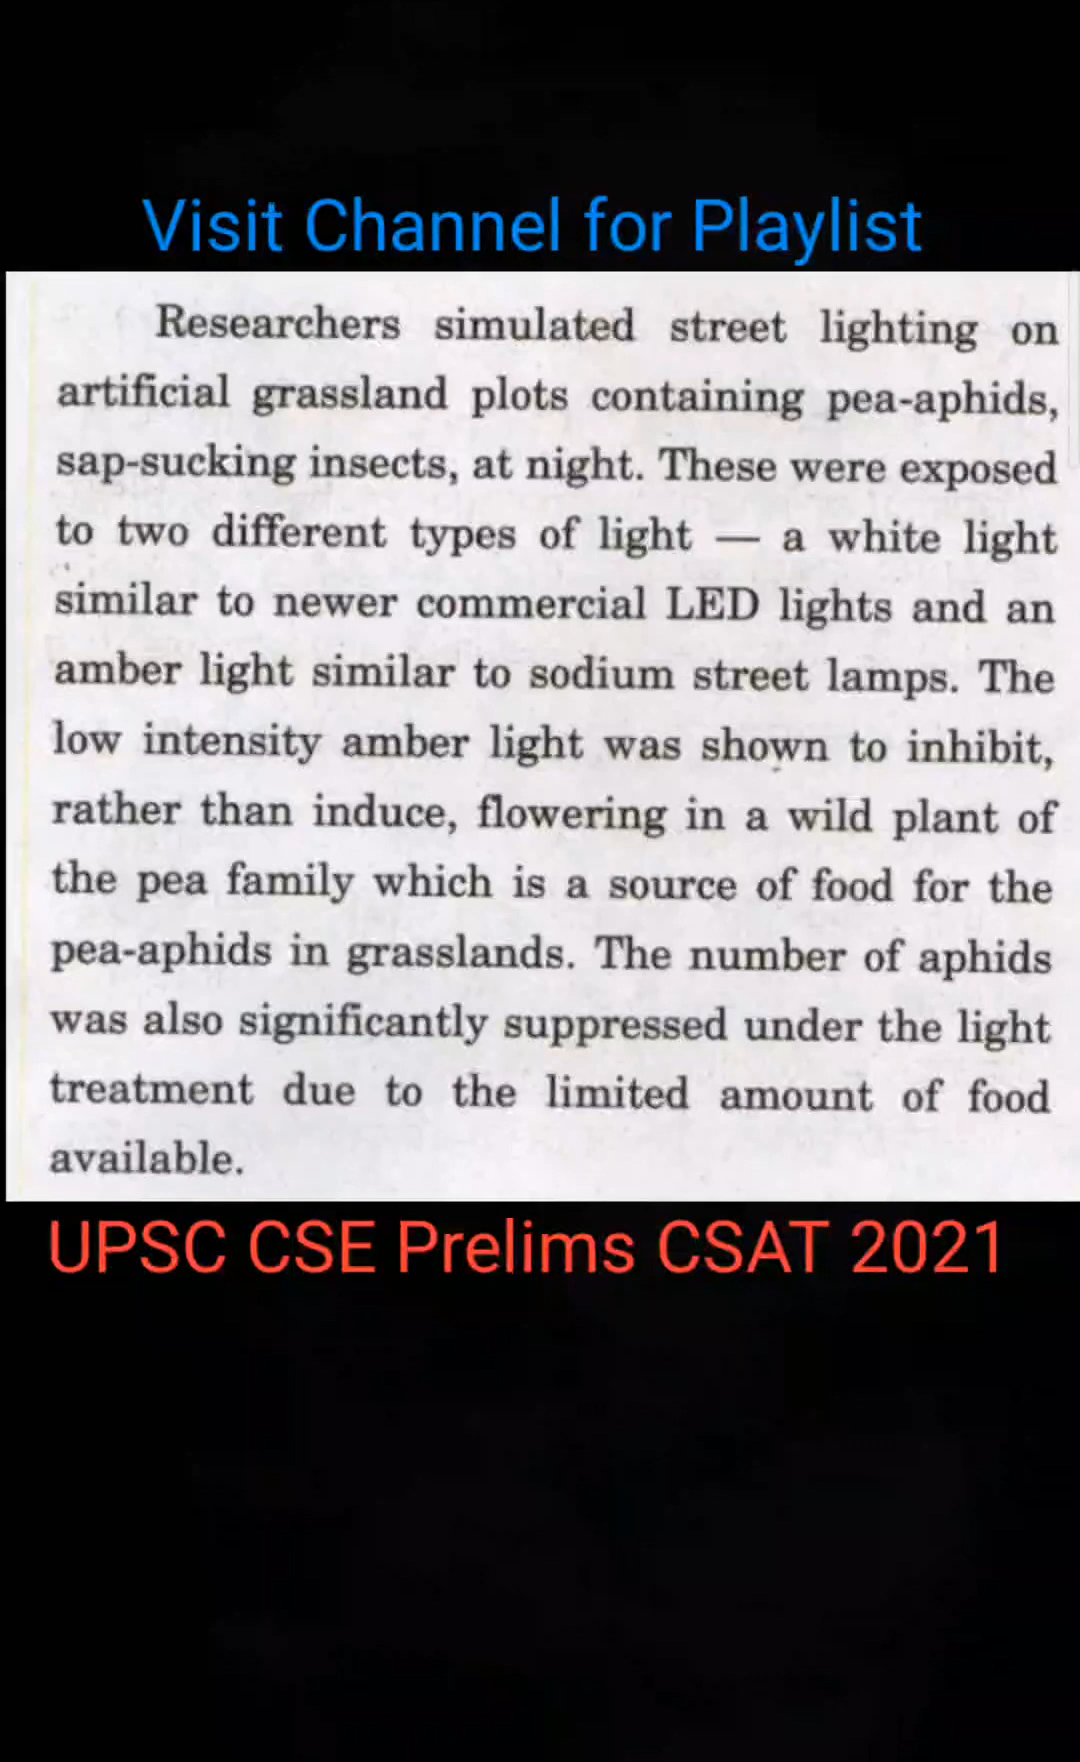 Visit Channel for Playlist
Researchers simulated street lighting on
artificial grassland plots containing pea-aphids,
sap-sucking insects, at night. These were exposed
to two different types of light — a white light
similar to newer commercial LED lights and an
amber light similar to sodium street lamps. The
low intensity amber light was shown to inhibit,
rather than induce, flowering in a wild plant of
the pea family which is a source of food for the
pea-aphids in grasslands. The number of aphids
was also significantly suppressed under the light
treatment due to the limited amount of food
available.
UPSC CSE Prelims CSAT 2021